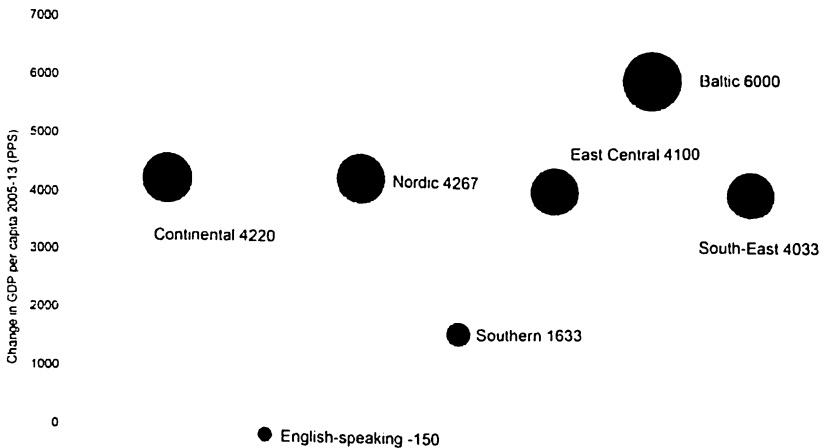 7000
6000
Baltic 6000
5000
East Central 4100
4000
Nordic 4267
Continental 4220
3000
South-East 4033
2000
Southern 1633
1000
0
English-speaking -150
Change in GDP per capita 2005-13 (PPS)